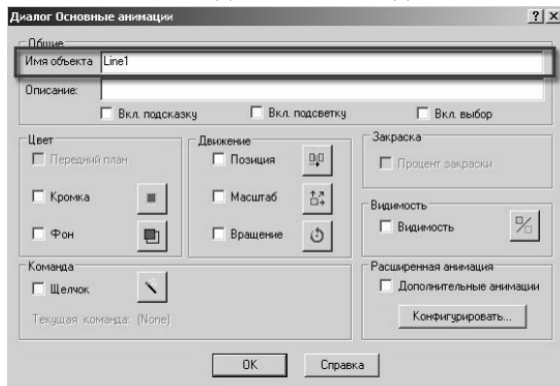 Диалог Основные анимации
Общие
Имя объекта Line1
Описание:
Вкл. подсказку Вкл. подсветку Вкл. выбор
Цвет
Передний план
Кромка
Фон
Движение
Позиция
Масштаб
Вращение
Закраска
Процент закраски
Видимость
Видимость
Команда
Щелчок
Текущая команда: (None)
Расширенная анимация
Дополнительные анимации
Конфигурировать...
OK Справка